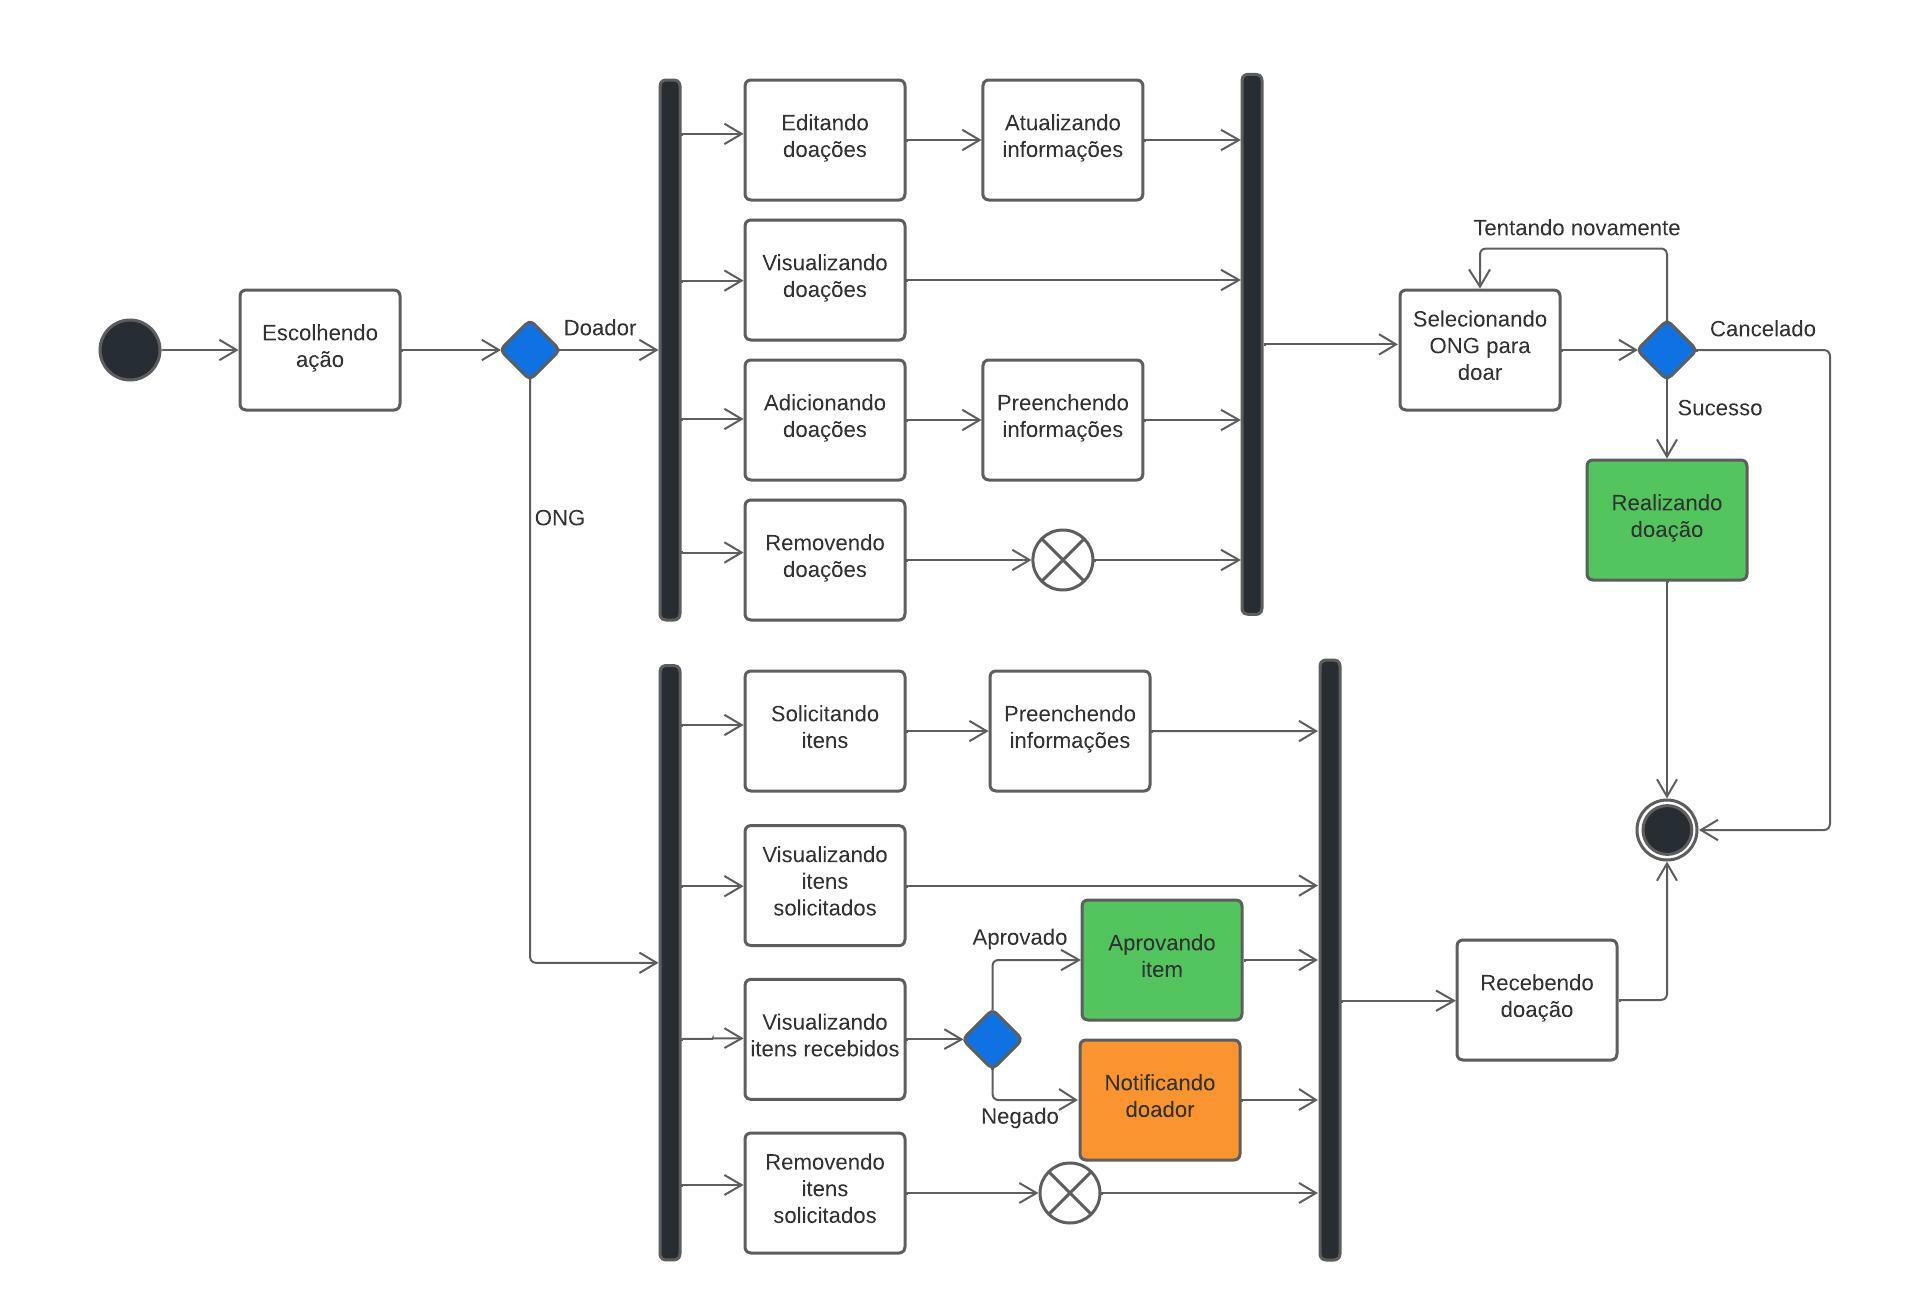 Escolhendo
ação
Doador
ONG
Editando
doações
Atualizando
informações
Visualizando
doações
Adicionando
doações
Preenchendo
informações
Removendo
doações
Tentando novamente
Selecionando
ONG para
doar
Cancelado
Sucesso
Realizando
doação
Solicitando
itens
Preenchendo
informações
Visualizando
itens
solicitados
Visualizando
itens recebidos
Aprovado
Aprovando
item
Negado
Notificando
doador
Removendo
itens
solicitados
Recebendo
doação